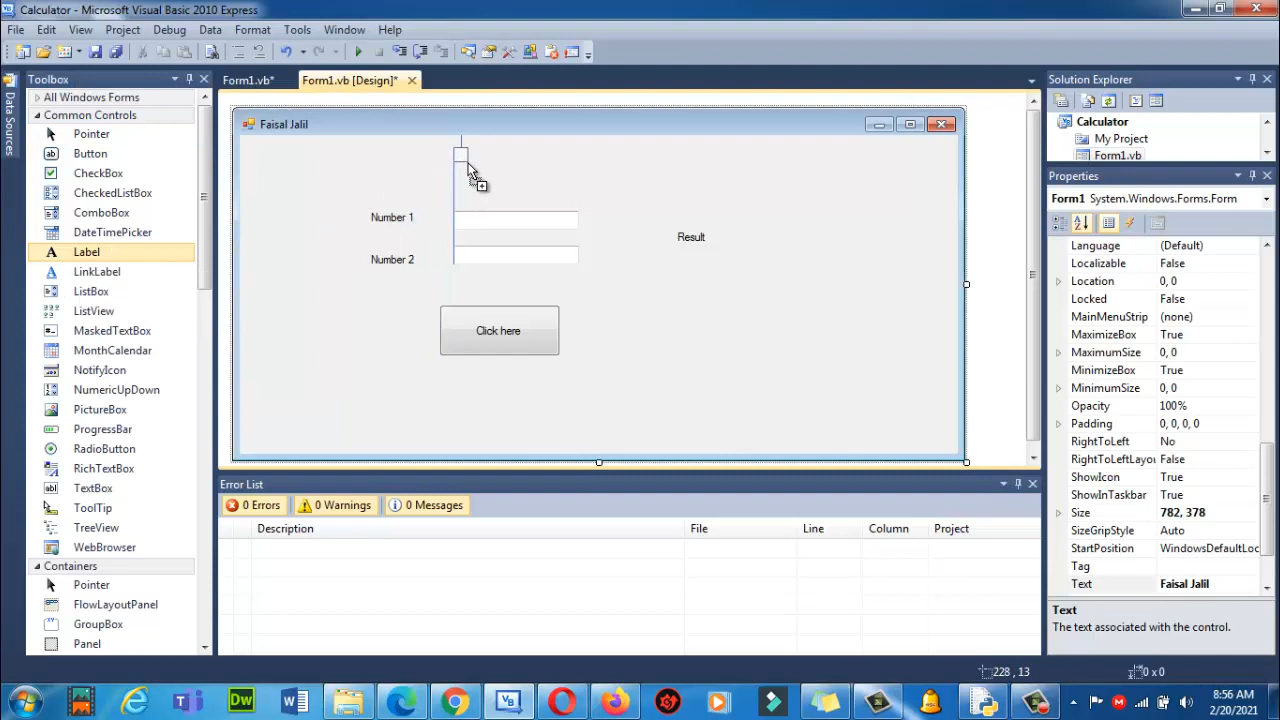 Calculator - Microsoft Visual Basic 2010 Express
File Edit View Project Debug Data Format Tools Window Help
Data Sources
Toolbox
All Windows Forms
Common Controls
Pointer
Button
CheckBox
CheckedListBox
ComboBox
DateTimePicker
Label
LinkLabel
ListBox
ListView
MaskedTextBox
MonthCalendar
NotifyIcon
NumericUpDown
PictureBox
ProgressBar
RadioButton
RichTextBox
TextBox
ToolTip
TreeView
WebBrowser
Containers
Pointer
FlowLayoutPanel
GroupBox
Panel
Form1.vb* Form1.vb [Design]*
Faisal Jalil
Number 1
Result
Number 2
Click here
Error List
0 Errors 0 Warnings 0 Messages
Description File Line Column Project
Solution Explorer
Calculator
My Project
Form1.vb
Properties
Form1 System.Windows.Forms.Form
Language (Default)
Localizable False
Location 0, 0
Locked False
MainMenuStrip (none)
MaximizeBox True
MaximumSize 0, 0
MinimizeBox True
MinimumSize 0, 0
Opacity 100%
Padding 0, 0, 0, 0
RightToLeft No
RightToLeftLayou False
ShowIcon True
ShowInTaskbar True
Size 782, 378
SizeGripStyle Auto
StartPosition WindowsDefaultLoc
Tag
Text Faisal Jalil
Text
The text associated with the control.
228 , 13 0 x 0
8:56 AM
2/20/2021